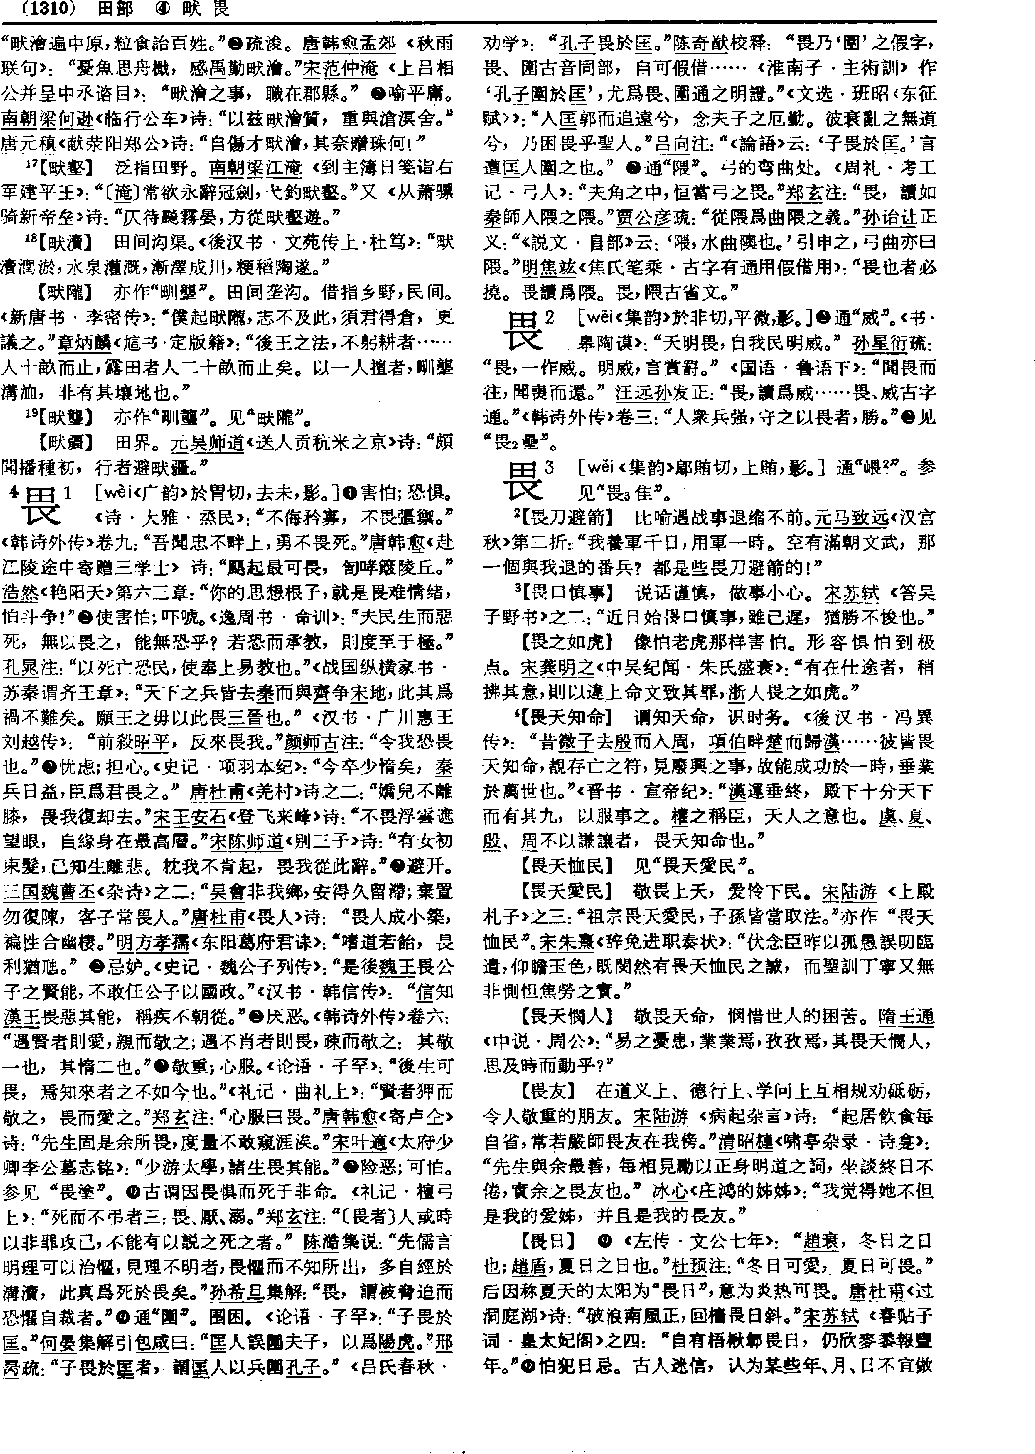 (1310) 田部 ④ 畎 畏
“畎澮遍中原，粒食詒百姓。”❷疏浚。唐韩愈孟郊《秋雨
联句》：“憂魚思舟檝，感禹勤畎澮。”宋范仲淹《上吕相
公并呈中丞谘目》：“畎澮之事，職在郡縣。”❸喻平庸。
南朝梁何逊《临行公车》诗：“以兹畎澮質，重與滄溟舍。”
唐元稹《献荥阳郑公》诗：“自傷才畎澮，其奈贈珠何！”
¹⁷【畎壑】 泛指田野。南朝梁江淹《到主簿日笺诣右
军建平王》：“〔淹〕常欲永辭冠劍，弋釣畎壑。”又《从萧骠
骑新帝垒》诗：“仄待飈霧晏，方從畎壑遊。”
¹⁸【畎瀆】 田间沟渠。《後汉书·文苑传上·杜笃》：“畎
瀆潤淤，水泉灌溉，漸澤成川，粳稻陶遂。”
【畎隴】 亦作“甽壟”。田间垄沟。借指乡野，民间。
《新唐书·李密传》：“僕起畎隴，志不及此，須君得倉，更
議之。”章炳麟《訄书·定版籍》：“後王之法，不躬耕者……
人十畝而止，露田者人二十畝而止矣。以一人擅者，甽壟
溝洫，非有其壤地也。”
¹⁹【畎壟】 亦作“甽壟”。见“畎隴”。
【畎疆】 田界。元吴师道《送人贡杭米之京》诗：“頗
聞播種初，行者避畎疆。”
⁴畏1 ［wèi《广韵》於胃切，去未，影。］❶害怕；恐惧。
《诗·大雅·烝民》：“不侮矜寡，不畏彊禦。”
《韩诗外传》卷九：“吾聞忠不畔上，勇不畏死。”唐韩愈《赴
江陵途中寄赠三学士》诗：“颶起最可畏，訇哮簸陵丘。”
浩然《艳阳天》第六二章：“你的思想根子，就是畏难情绪，
怕斗争！”❷使害怕；吓唬。《逸周书·命训》：“夫民生而惡
死，無以畏之，能無恐乎？若恐而承教，則度至于極。”
孔晁注：“以死亡恐民，使奉上易教也。”《战国纵横家书·
苏秦谓齐王章》：“天下之兵皆去秦而與齊争宋地，此其爲
禍不難矣。願王之毋以此畏三晉也。”《汉书·广川惠王
刘越传》：“前殺昭平，反來畏我。”颜师古注：“令我恐畏
也。”❸忧虑；担心。《史记·项羽本纪》：“今卒少惰矣，秦
兵日益，臣爲君畏之。”唐杜甫《羌村》诗之二：“嬌兒不離
膝，畏我復却去。”宋王安石《登飞来峰》诗：“不畏浮雲遮
望眼，自緣身在最高層。”宋陈师道《别三子》诗：“有女初
束髮，已知生離悲。枕我不肯起，畏我從此辭。”❹避开。
三国魏曹丕《杂诗》之二：“吴會非我鄉，安得久留滯；棄置
勿復陳，客子常畏人。”唐杜甫《畏人》诗：“畏人成小築，
褊性合幽棲。”明方孝孺《东阳葛府君诔》：“嗜道若飴，畏
利猶虺。”❺忌妒。《史记·魏公子列传》：“是後魏王畏公
子之賢能，不敢任公子以國政。”《汉书·韩信传》：“信知
漢王畏惡其能，稱疾不朝從。”❻厌恶。《韩诗外传》卷六：
“遇賢者則愛，親而敬之；遇不肖者則畏，疎而敬之；其敬
一也，其情二也。”❼敬重；心服。《论语·子罕》：“後生可
畏，焉知來者之不如今也。”《礼记·曲礼上》：“賢者狎而
敬之，畏而愛之。”郑玄注：“心服曰畏。”唐韩愈《寄卢仝》
诗：“先生固是余所畏，度量不敢窺涯涘。”宋叶適《太府少
卿李公墓志铭》：“少游太學，諸生畏其能。”❽险恶；可怕。
参见“畏塗”。❾古谓因畏惧而死于非命。《礼记·檀弓
上》：“死而不弔者三：畏、厭、溺。”郑玄注：“〔畏者〕人或時
以非罪攻己，不能有以説之死之者。”陈澔集说：“先儒言
明理可以治懼，見理不明者，畏懼而不知所出，多自經於
溝瀆，此真爲死於畏矣。”孙希旦集解：“畏，謂被脅迫而
恐懼自裁者。”❿通“圍”。围困。《论语·子罕》：“子畏於
匡。”何晏集解引包咸曰：“匡人誤圍夫子，以爲陽虎。”邢
昺疏：“子畏於匡者，謂匡人以兵圍孔子。”《吕氏春秋·
劝学》：“孔子畏於匡。”陈奇猷校释：“畏乃‘圍’之假字，
畏、圍古音同部，自可假借……《淮南子·主術訓》作
‘孔子圍於匡’，尤爲畏、圍通之明證。”《文选·班昭〈东征
赋〉》：“入匡郭而追遠兮，念夫子之厄勤。彼衰亂之無道
兮，乃困畏乎聖人。”吕向注：“《論語》云：‘子畏於匡。’言
遭匡人圍之也。”⓫通“隈”。弓的弯曲处。《周礼·考工
记·弓人》：“夫角之中，恒當弓之畏。”郑玄注：“畏，讀如
秦師入隈之隈。”贾公彦疏：“從隈爲曲隈之義。”孙诒让正
义：“《説文·𨸏部》云：‘隈，水曲隩也。’引申之，弓曲亦曰
隈。”明焦竑《焦氏笔乘·古字有通用假借用》：“畏也者必
撓。畏讀爲隈。畏，隈古省文。”
畏2 ［wēi《集韵》於非切，平微，影。］❶通“威”。《书·
皋陶谟》：“天明畏，自我民明威。”孙星衍疏：
“畏，一作威。明威，言賞罸。”《国语·鲁语下》：“聞畏而
往，聞喪而還。”汪远孙发正：“畏，讀爲威……畏、威古字
通。”《韩诗外传》卷三：“人衆兵强，守之以畏者，勝。”❷见
“畏₂壘”。
畏3 ［wěi《集韵》鄔賄切，上賄，影。］通“嵔²”。参
见“畏₃隹”。
²【畏刀避箭】 比喻遇战事退缩不前。元马致远《汉宫
秋》第二折：“我養軍千日，用軍一時。空有滿朝文武，那
一個與我退的番兵？都是些畏刀避箭的！”
³【畏口慎事】 说话谨慎，做事小心。宋苏轼《答吴
子野书》之二：“近日始畏口慎事，雖已遲，猶勝不悛也。”
【畏之如虎】 像怕老虎那样害怕。形容惧怕到极
点。宋龚明之《中吴纪闻·朱氏盛衰》：“有在仕途者，稍
拂其意，則以違上命文致其罪，浙人畏之如虎。”
⁴【畏天知命】 谓知天命，识时务。《後汉书·冯異
传》：“昔微子去殷而入周，項伯畔楚而歸漢……彼皆畏
天知命，覩存亡之符，見廢興之事，故能成功於一時，垂業
於萬世也。”《晋书·宣帝纪》：“漢運垂終，殿下十分天下
而有其九，以服事之。權之稱臣，天人之意也。虞、夏、
殷、周不以謙讓者，畏天知命也。”
【畏天恤民】 见“畏天愛民”。
【畏天愛民】 敬畏上天，爱怜下民。宋陆游《上殿
札子》之三：“祖宗畏天愛民，子孫皆當取法。”亦作“畏天
恤民”。宋朱熹《辞免进职奏状》：“伏念臣昨以孤愚誤叨臨
遣，仰瞻玉色，既閔然有畏天恤民之誠，而聖訓丁寧又無
非惻怛焦勞之實。”
【畏天憫人】 敬畏天命，悯惜世人的困苦。隋王通
《中说·周公》：“易之憂患，業業焉，孜孜焉，其畏天憫人，
思及時而動乎？”
【畏友】 在道义上、德行上、学问上互相规劝砥砺，
令人敬重的朋友。宋陆游《病起杂言》诗：“起居飲食每
自省，常若嚴師畏友在我傍。”清昭槤《啸亭杂录·诗龛》：
“先生與余最善，每相見勵以正身明道之詞，坐談終日不
倦，實余之畏友也。”冰心《庄鸿的姊姊》：“我觉得她不但
是我的爱姊，并且是我的畏友。”
【畏日】 ❶《左传·文公七年》：“趙衰，冬日之日
也；趙盾，夏日之日也。”杜预注：“冬日可愛，夏日可畏。”
后因称夏天的太阳为“畏日”，意为炎热可畏。唐杜甫《过
洞庭湖》诗：“破浪南風正，回檣畏日斜。”宋苏轼《春贴子
词·皇太妃阁》之四：“自有梧楸鄣畏日，仍欣麥黍報豐
年。”❷怕犯日忌。古人迷信，认为某些年、月、日不宜做